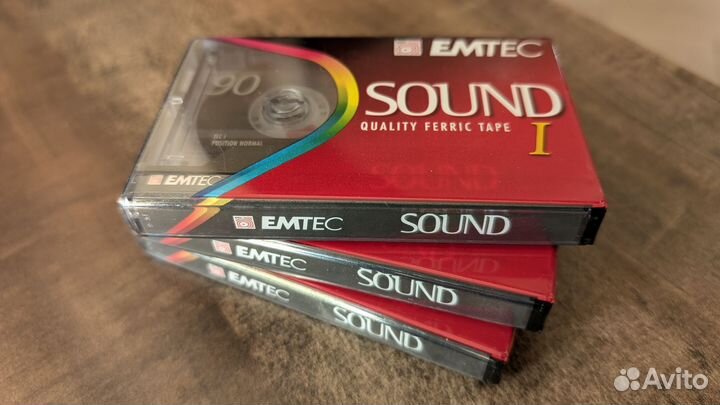 EMTEC
SOUND
QUALITY FERRIC TAPE I
90
IEC I
POSITION NORMAL
EMTEC
EMTEC SOUND
EMTEC SOUND
EMTEC SOUND
Avito